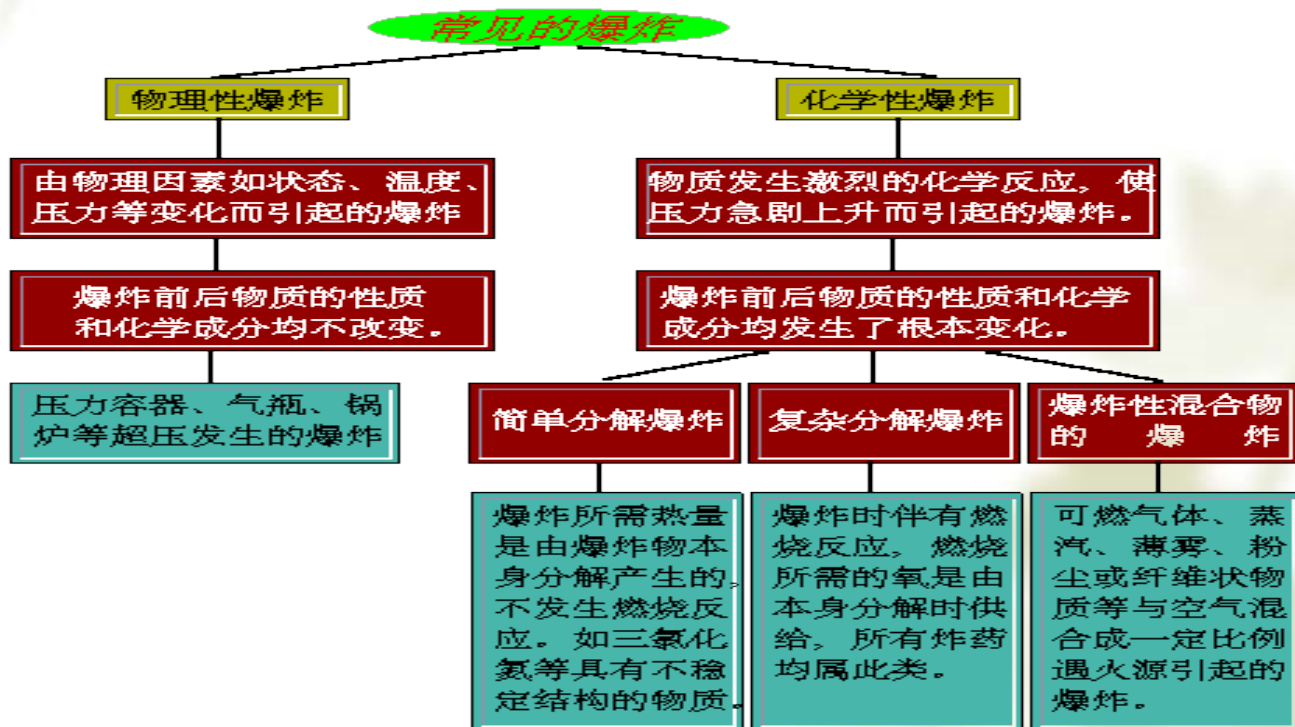 常见的爆炸
物理性爆炸
化学性爆炸
由物理因素如状态、温度、
压力等变化而引起的爆炸
物质发生激烈的化学反应，使
压力急剧上升而引起的爆炸。
爆炸前后物质的性质
和化学成分均不改变。
爆炸前后物质的性质和化学
成分均发生了根本变化。
压力容器、气瓶、锅
炉等超压发生的爆炸
简单分解爆炸
复杂分解爆炸
爆炸性混合物
的爆炸
爆炸所需热量
是由爆炸物本
身分解产生的,
不发生燃烧反
应。如三氯化
氮等具有不稳
定结构的物质。
爆炸时伴有燃
烧反应，燃烧
所需的氧是由
本身分解时供
给，所有炸药
均属此类。
可燃气体、蒸
汽、薄雾、粉
尘或纤维状物
质等与空气混
合成一定比例
遇火源引起的
爆炸。